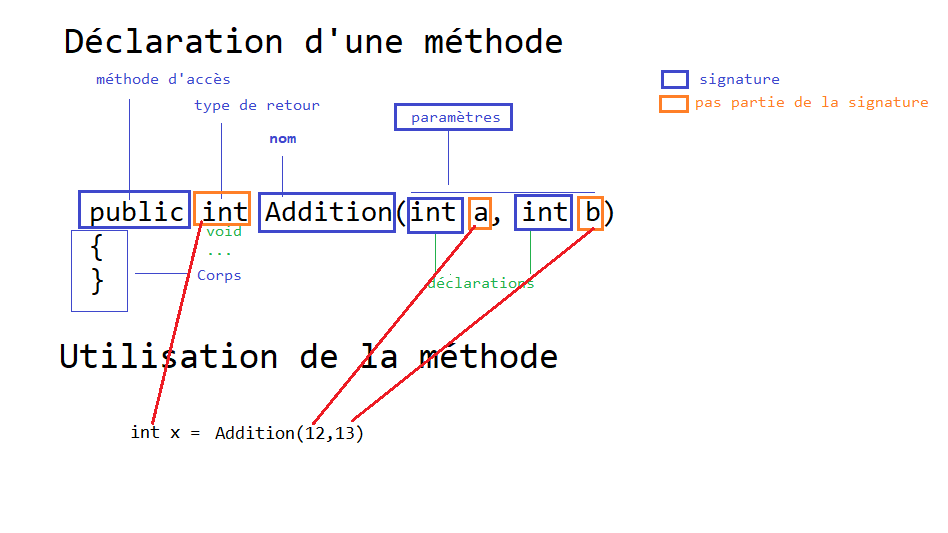 Déclaration d'une méthode
méthode d'accès
signature
type de retour
pas partie de la signature
paramètres
nom
public int Addition(int a, int b)
void
...
{
}
Corps
déclarations
Utilisation de la méthode
int x = Addition(12,13)